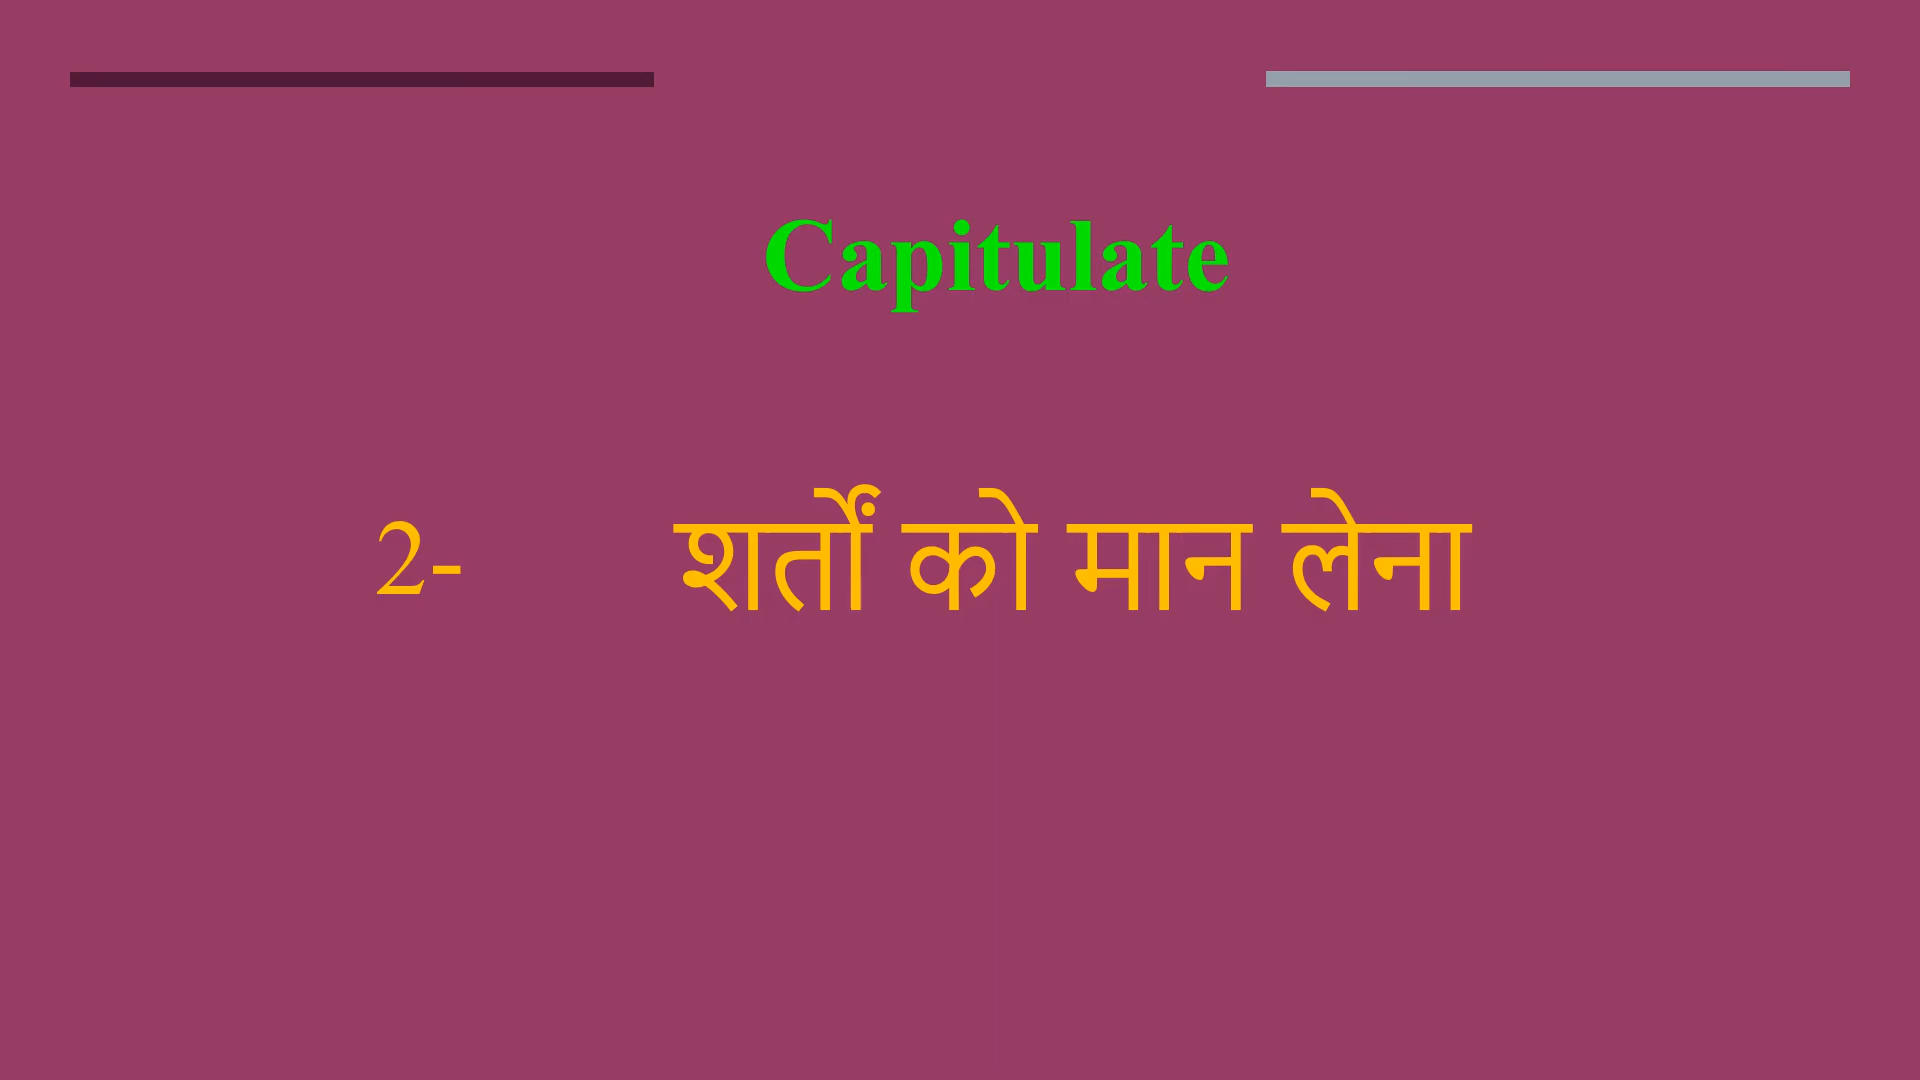 Capitulate
2- शर्तों को मान लेना